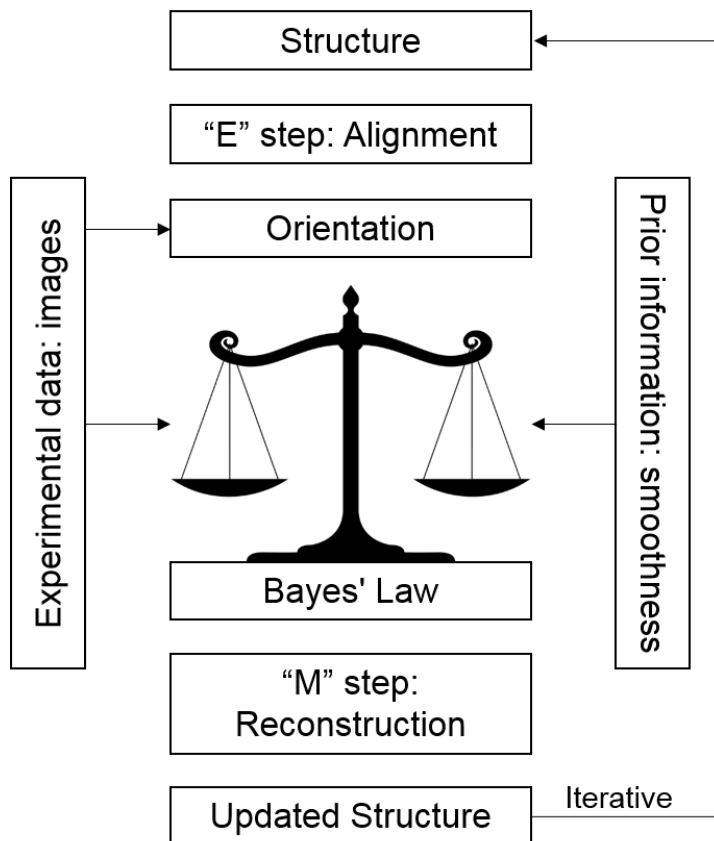 Structure
“E” step: Alignment
Orientation
Experimental data: images
Prior information: smoothness
Bayes' Law
“M” step:
Reconstruction
Updated Structure
Iterative